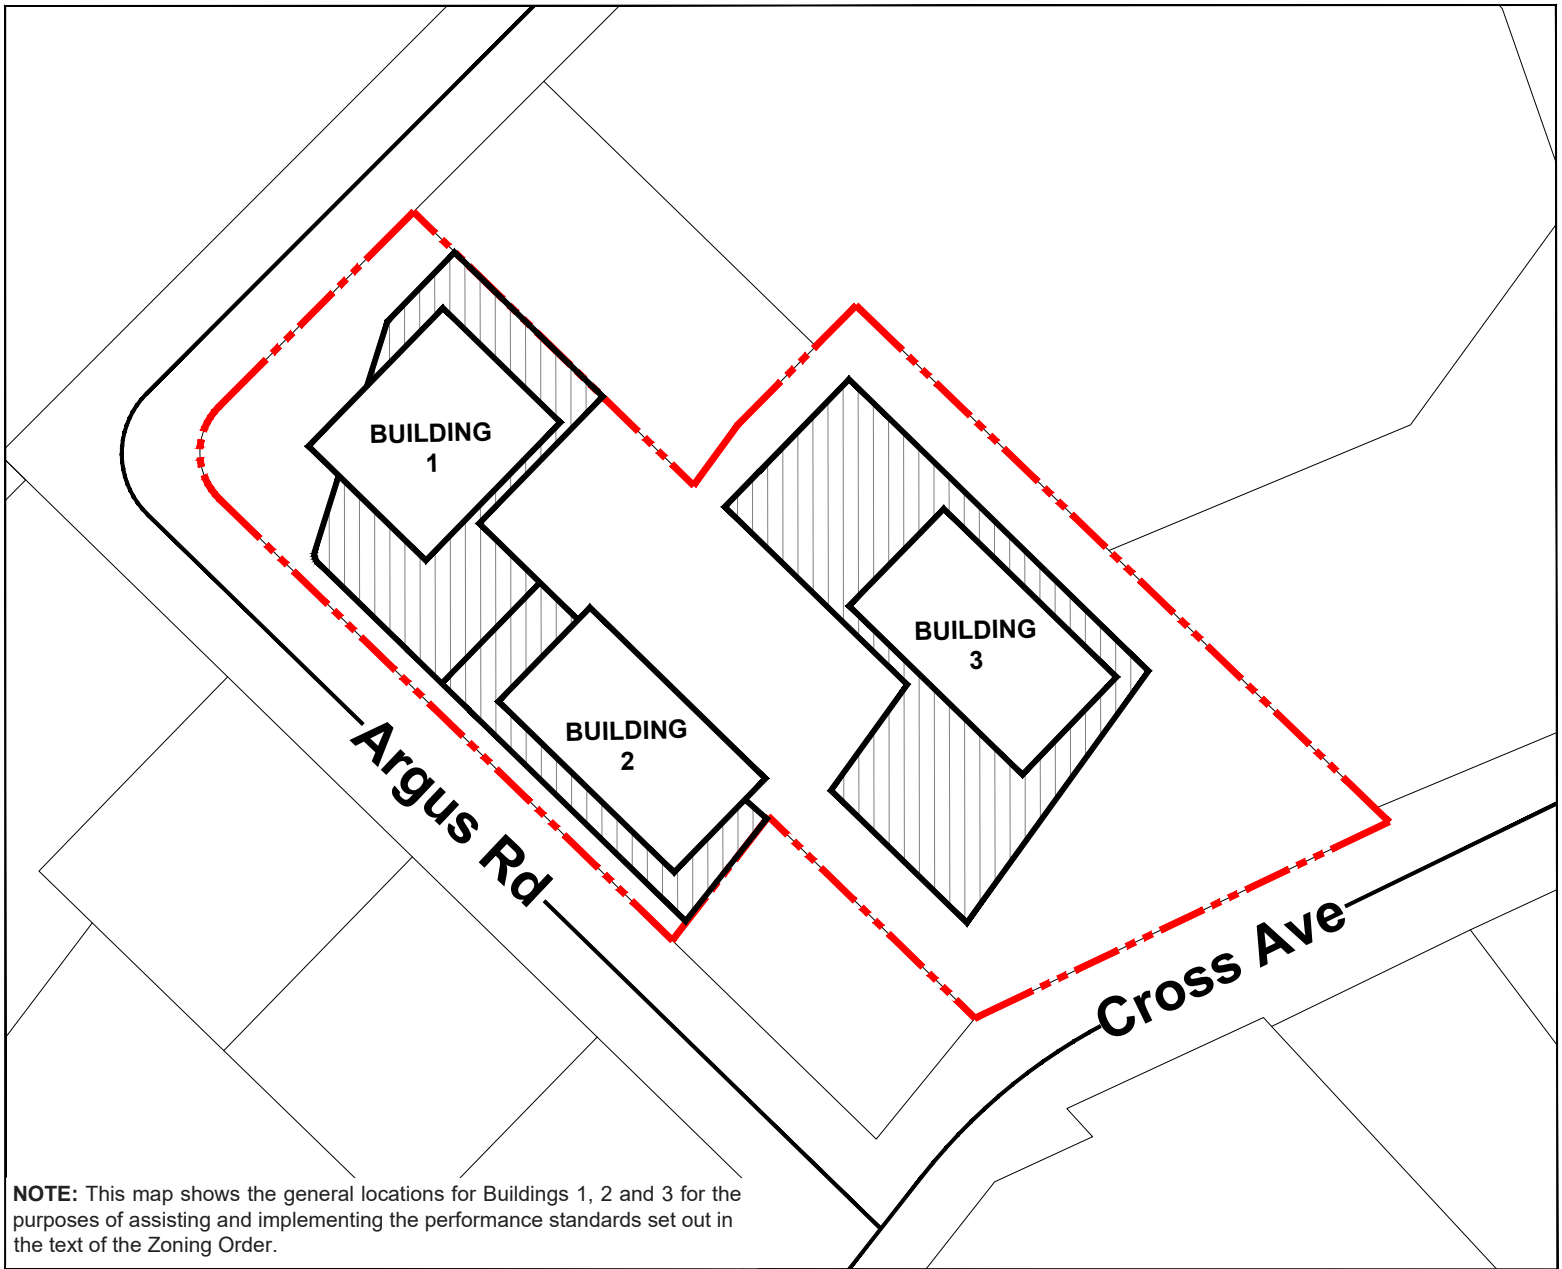 BUILDING
1
BUILDING
3
BUILDING
2
Argus Rd
Cross Ave
NOTE: This map shows the general locations for Buildings 1, 2 and 3 for the
purposes of assisting and implementing the performance standards set out in
the text of the Zoning Order.